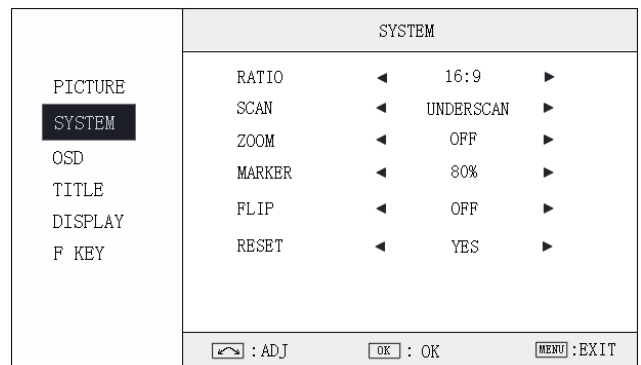 SYSTEM
PICTURE
SYSTEM
OSD
TITLE
DISPLAY
F KEY
RATIO ◄ 16:9 ►
SCAN ◄ UNDERSCAN ►
ZOOM ◄ OFF ►
MARKER ◄ 80% ►
FLIP ◄ OFF ►
RESET ◄ YES ►
: ADJ OK : OK MENU :EXIT